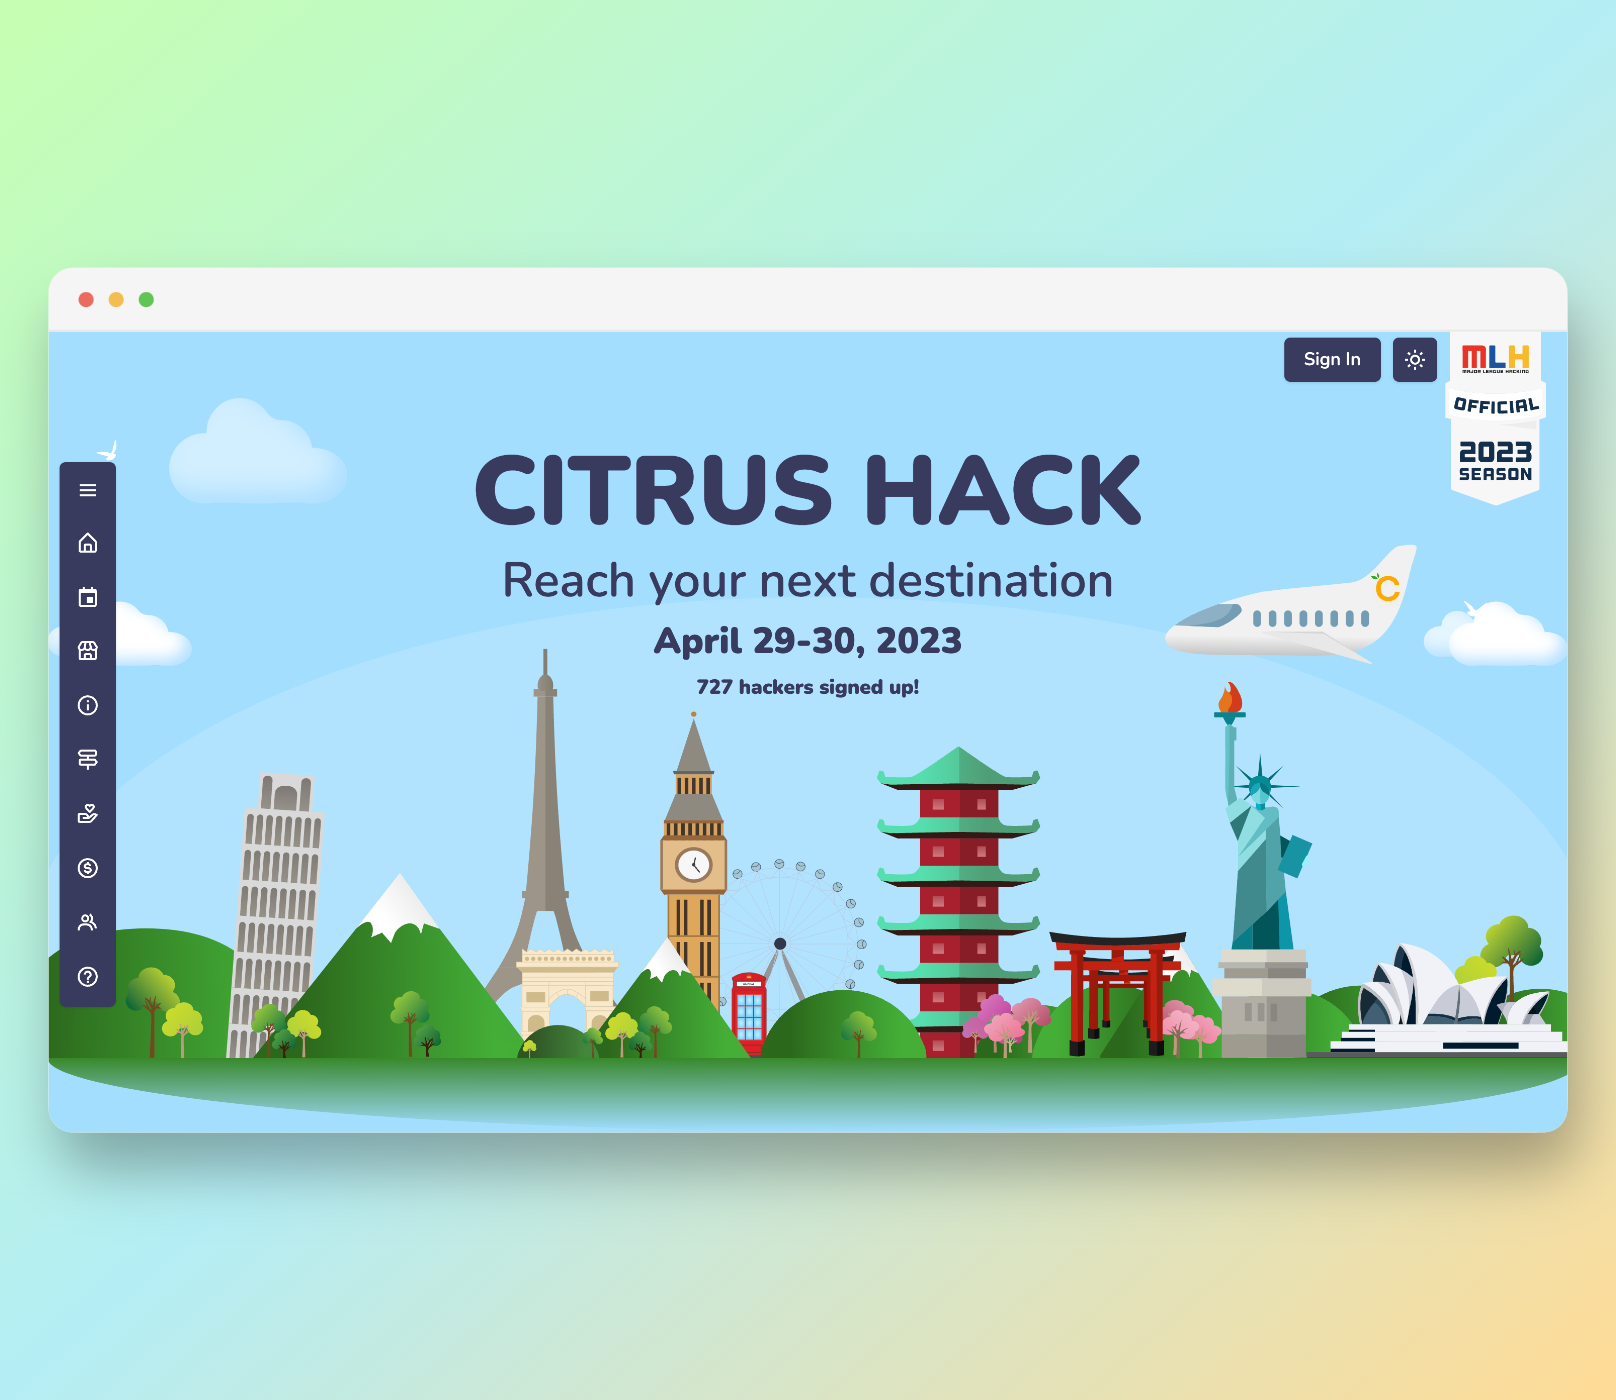 Sign In
MLH
MAJOR LEAGUE HACKING
OFFICIAL
2023
SEASON
CITRUS HACK
Reach your next destination
April 29-30, 2023
727 hackers signed up!
C